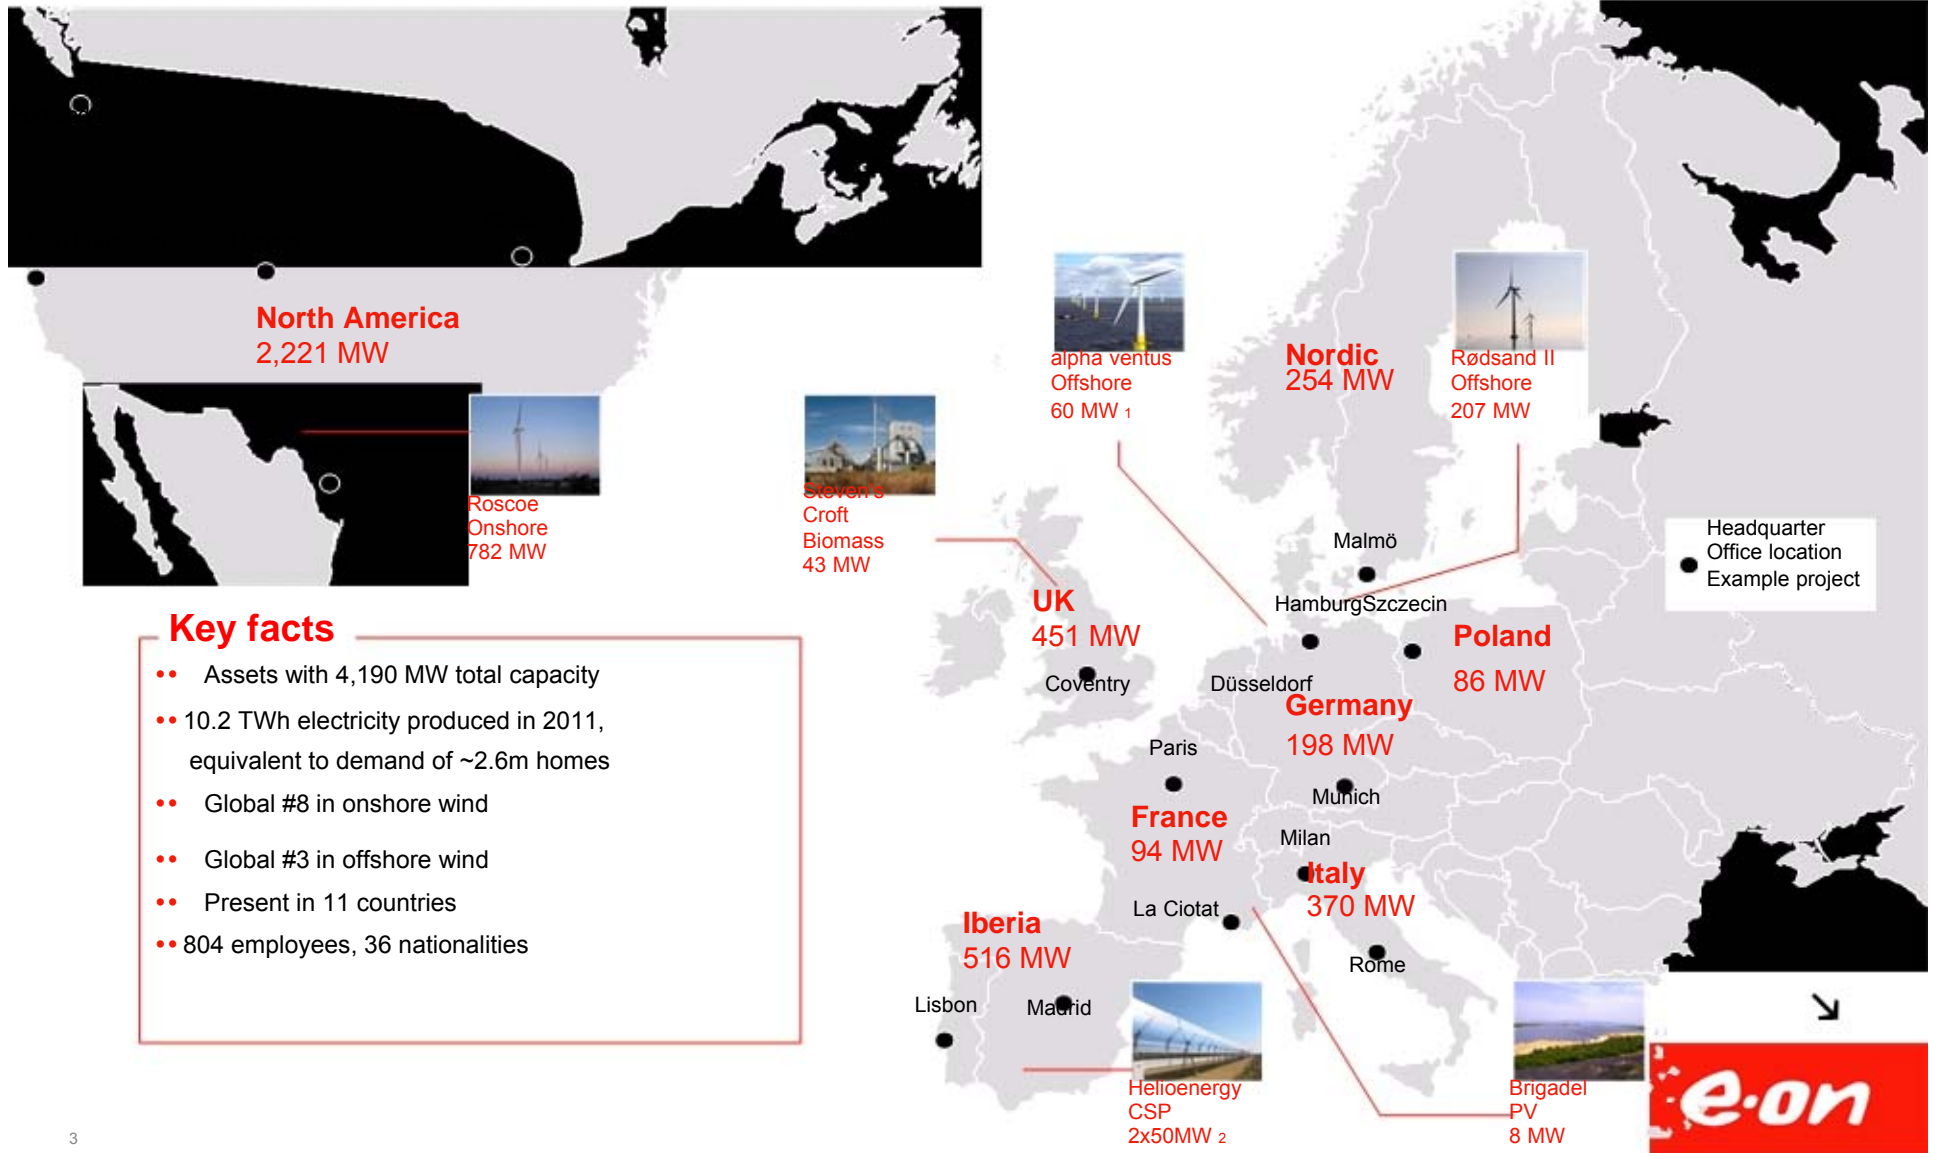 North America
2,221 MW
alpha ventus
Offshore
60 MW 1
Nordic
254 MW
Rødsand II
Offshore
207 MW
Roscoe
Onshore
782 MW
Steven's
Croft
Biomass
43 MW
Headquarter
Office location
Example project
Malmö
HamburgSzczecin
UK
451 MW
Coventry
Poland
86 MW
Düsseldorf
Germany
198 MW
Paris
Munich
France
94 MW
Milan
Italy
370 MW
La Ciotat
Rome
Iberia
516 MW
Lisbon
Madrid
Helioenergy
CSP
2x50MW 2
Brigadel
PV
8 MW
Key facts
•• Assets with 4,190 MW total capacity
•• 10.2 TWh electricity produced in 2011,
equivalent to demand of ~2.6m homes
•• Global #8 in onshore wind
•• Global #3 in offshore wind
•• Present in 11 countries
•• 804 employees, 36 nationalities
e·on
3